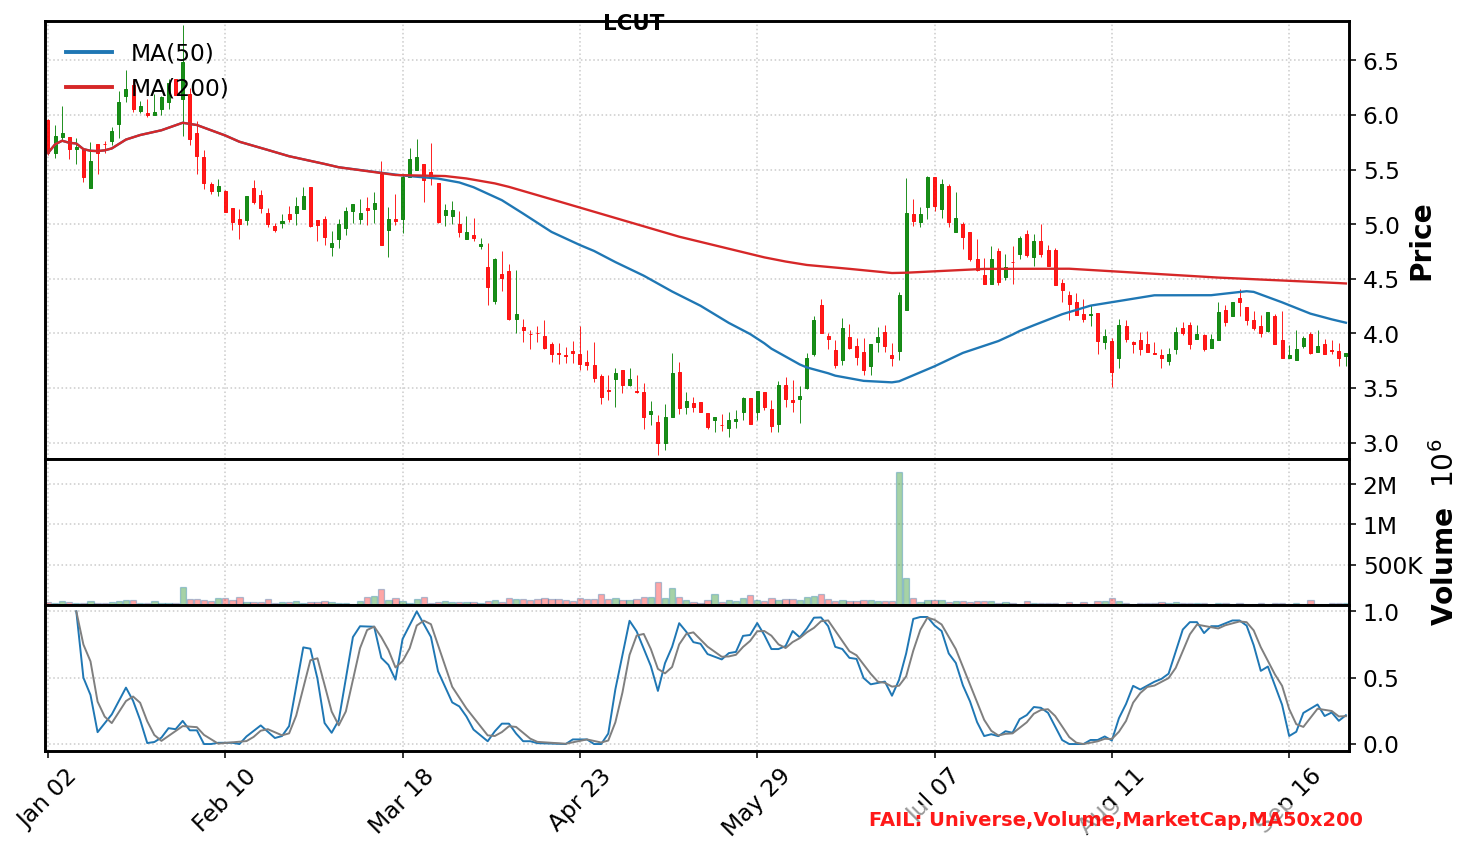 LCUT
MA(50)
MA(200)
6.5
6.0
5.5
5.0
4.5
4.0
3.5
3.0
Price
2M
1M
500K
Volume 10^6
1.0
0.5
0.0
Jan 02
Feb 10
Mar 18
Apr 23
May 29
Jul 07
Aug 11
Sep 16
FAIL: Universe,Volume,MarketCap,MA50x200